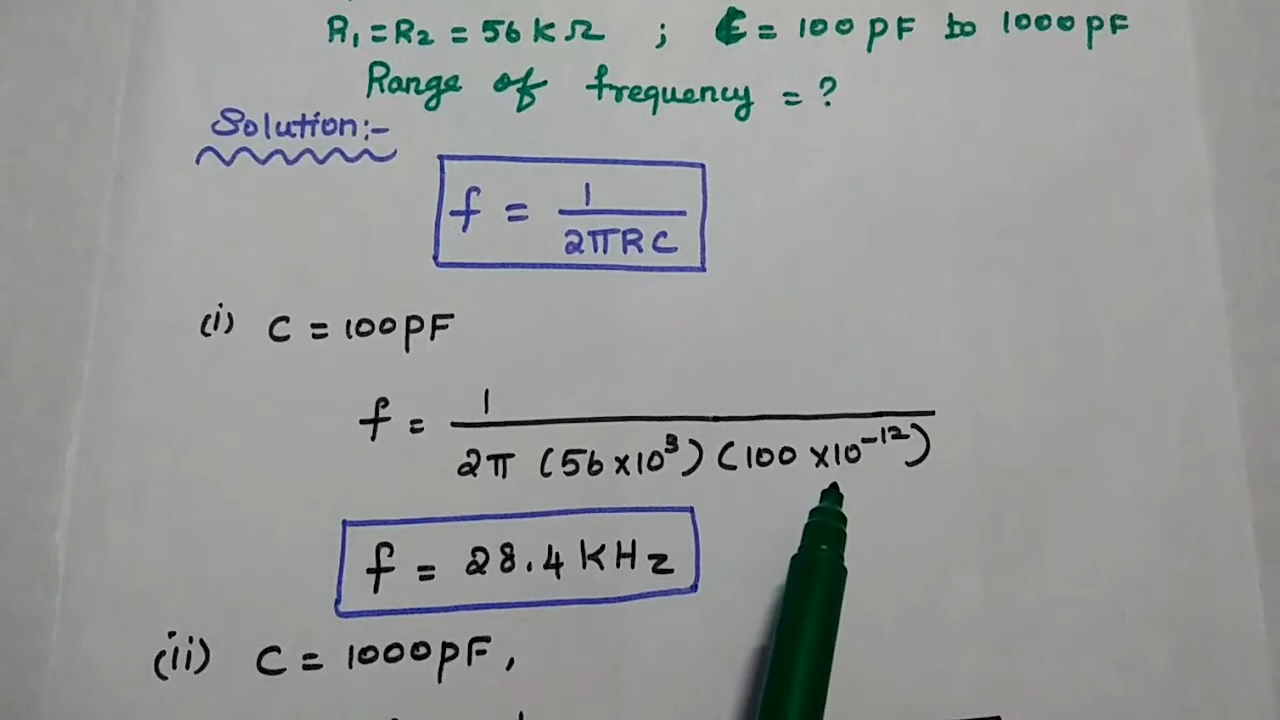 R₁ = R₂ = 56 KΩ ; C = 100 PF to 1000 PF
Range of frequency = ?
Solution:-
f = 1 / 2πRC
(i) C = 100 PF
f = 1 / 2π (56 × 10³) (100 × 10⁻¹²)
f = 28.4 KHz
(ii) C = 1000 PF,